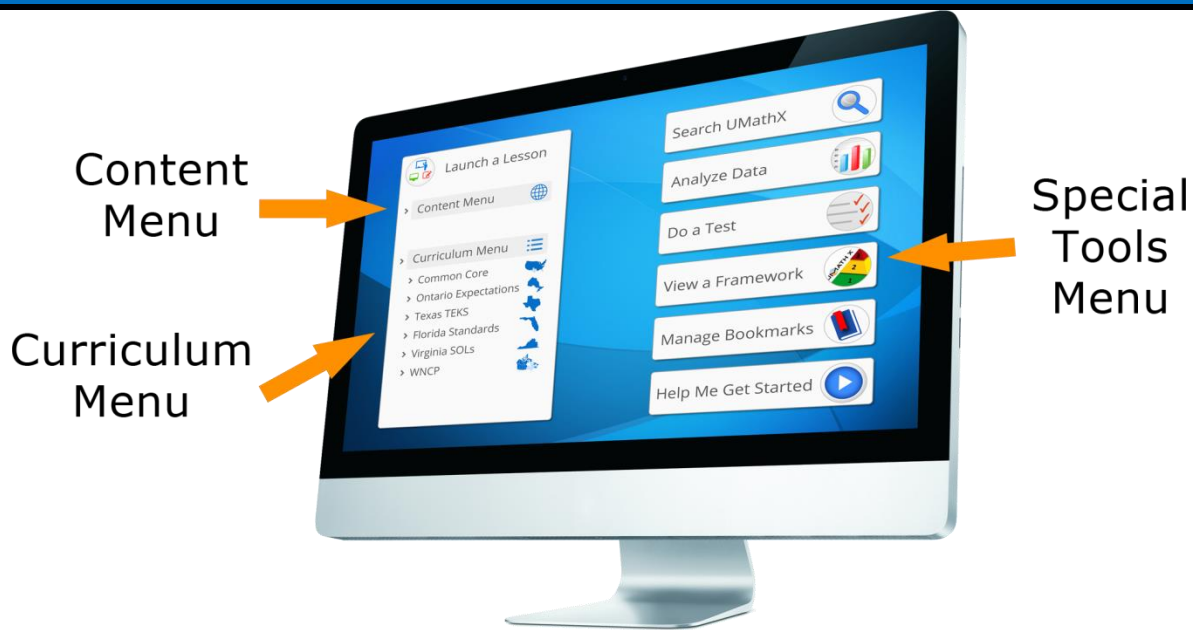 Content
Menu
Curriculum
Menu
Launch a Lesson
Content Menu
Curriculum Menu
Common Core
Ontario Expectations
Texas TEKS
Florida Standards
Virginia SOLs
WNCP
Search UMathX
Analyze Data
Do a Test
View a Framework
Manage Bookmarks
Help Me Get Started
Special
Tools
Menu